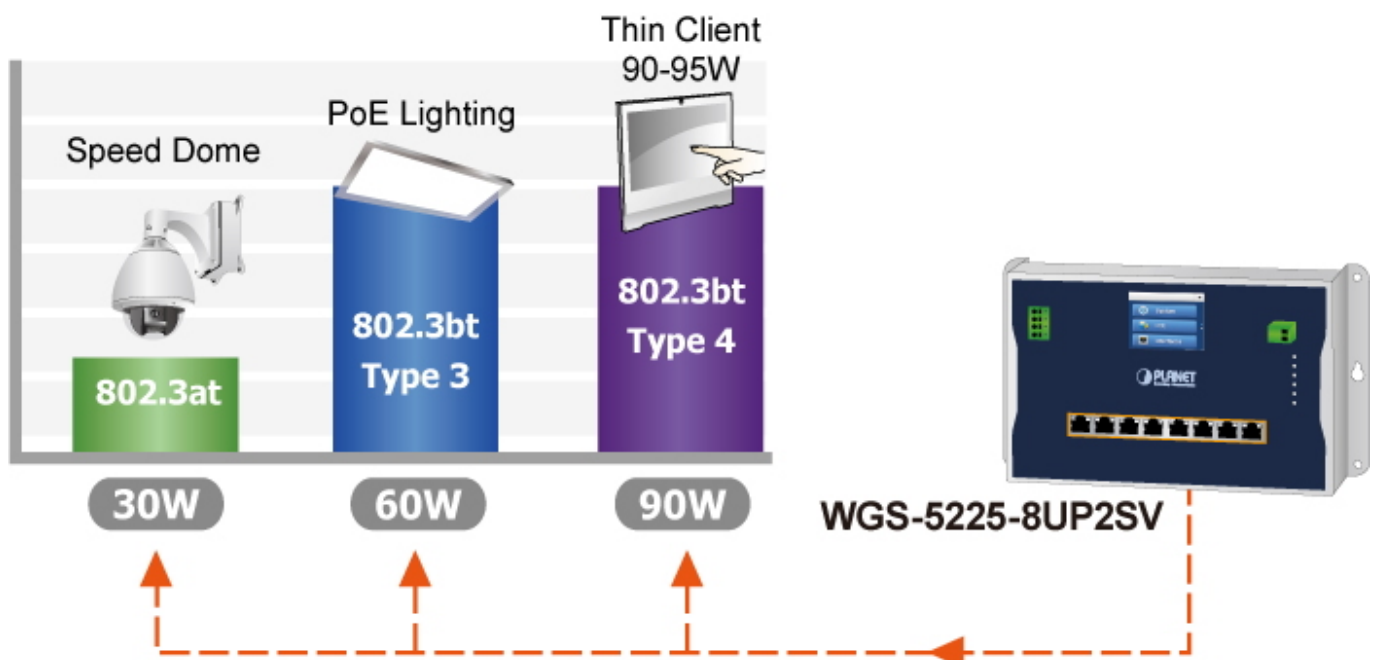 Thin Client
90-95W
PoE Lighting
Speed Dome
802.3at
802.3bt
Type 3
802.3bt
Type 4
30W
60W
90W
PLANET
WGS-5225-8UP2SV